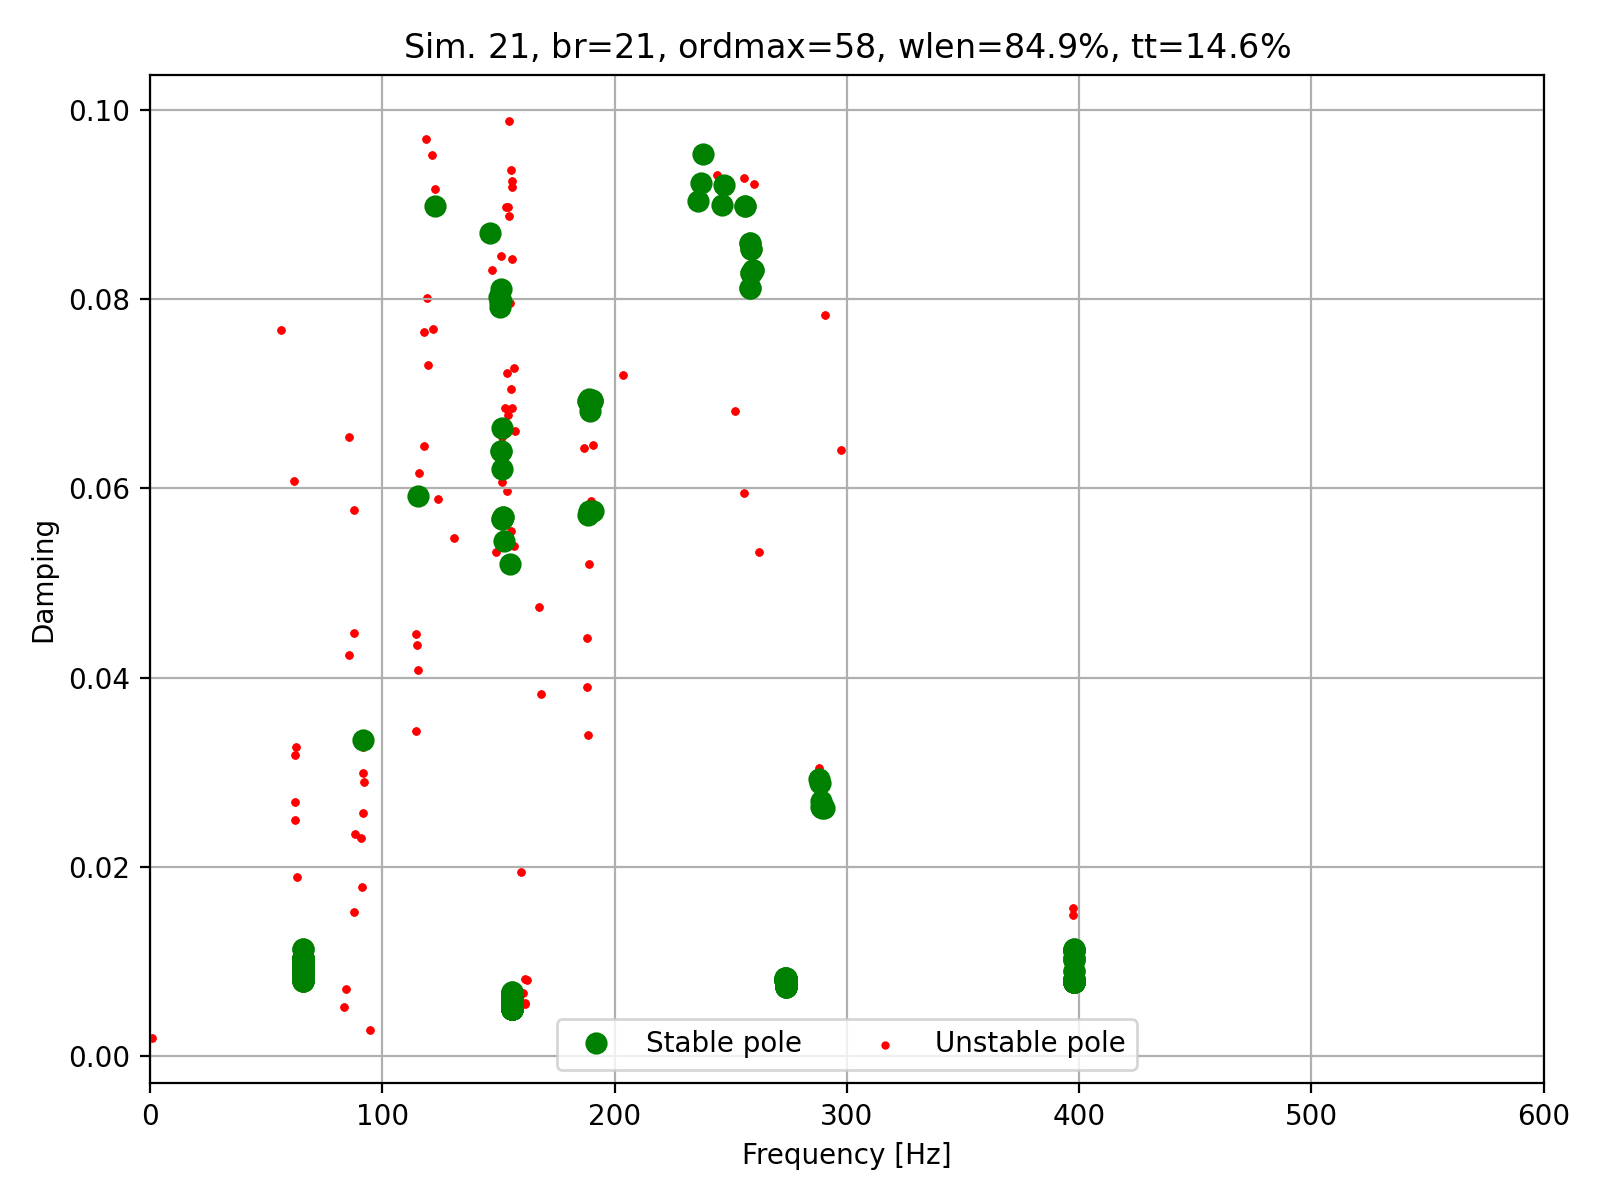 Sim. 21, br=21, ordmax=58, wlen=84.9%, tt=14.6%
0.10
0.08
0.06
0.04
0.02
0.00
Damping
Stable pole
Unstable pole
0
100
200
300
400
500
600
Frequency [Hz]